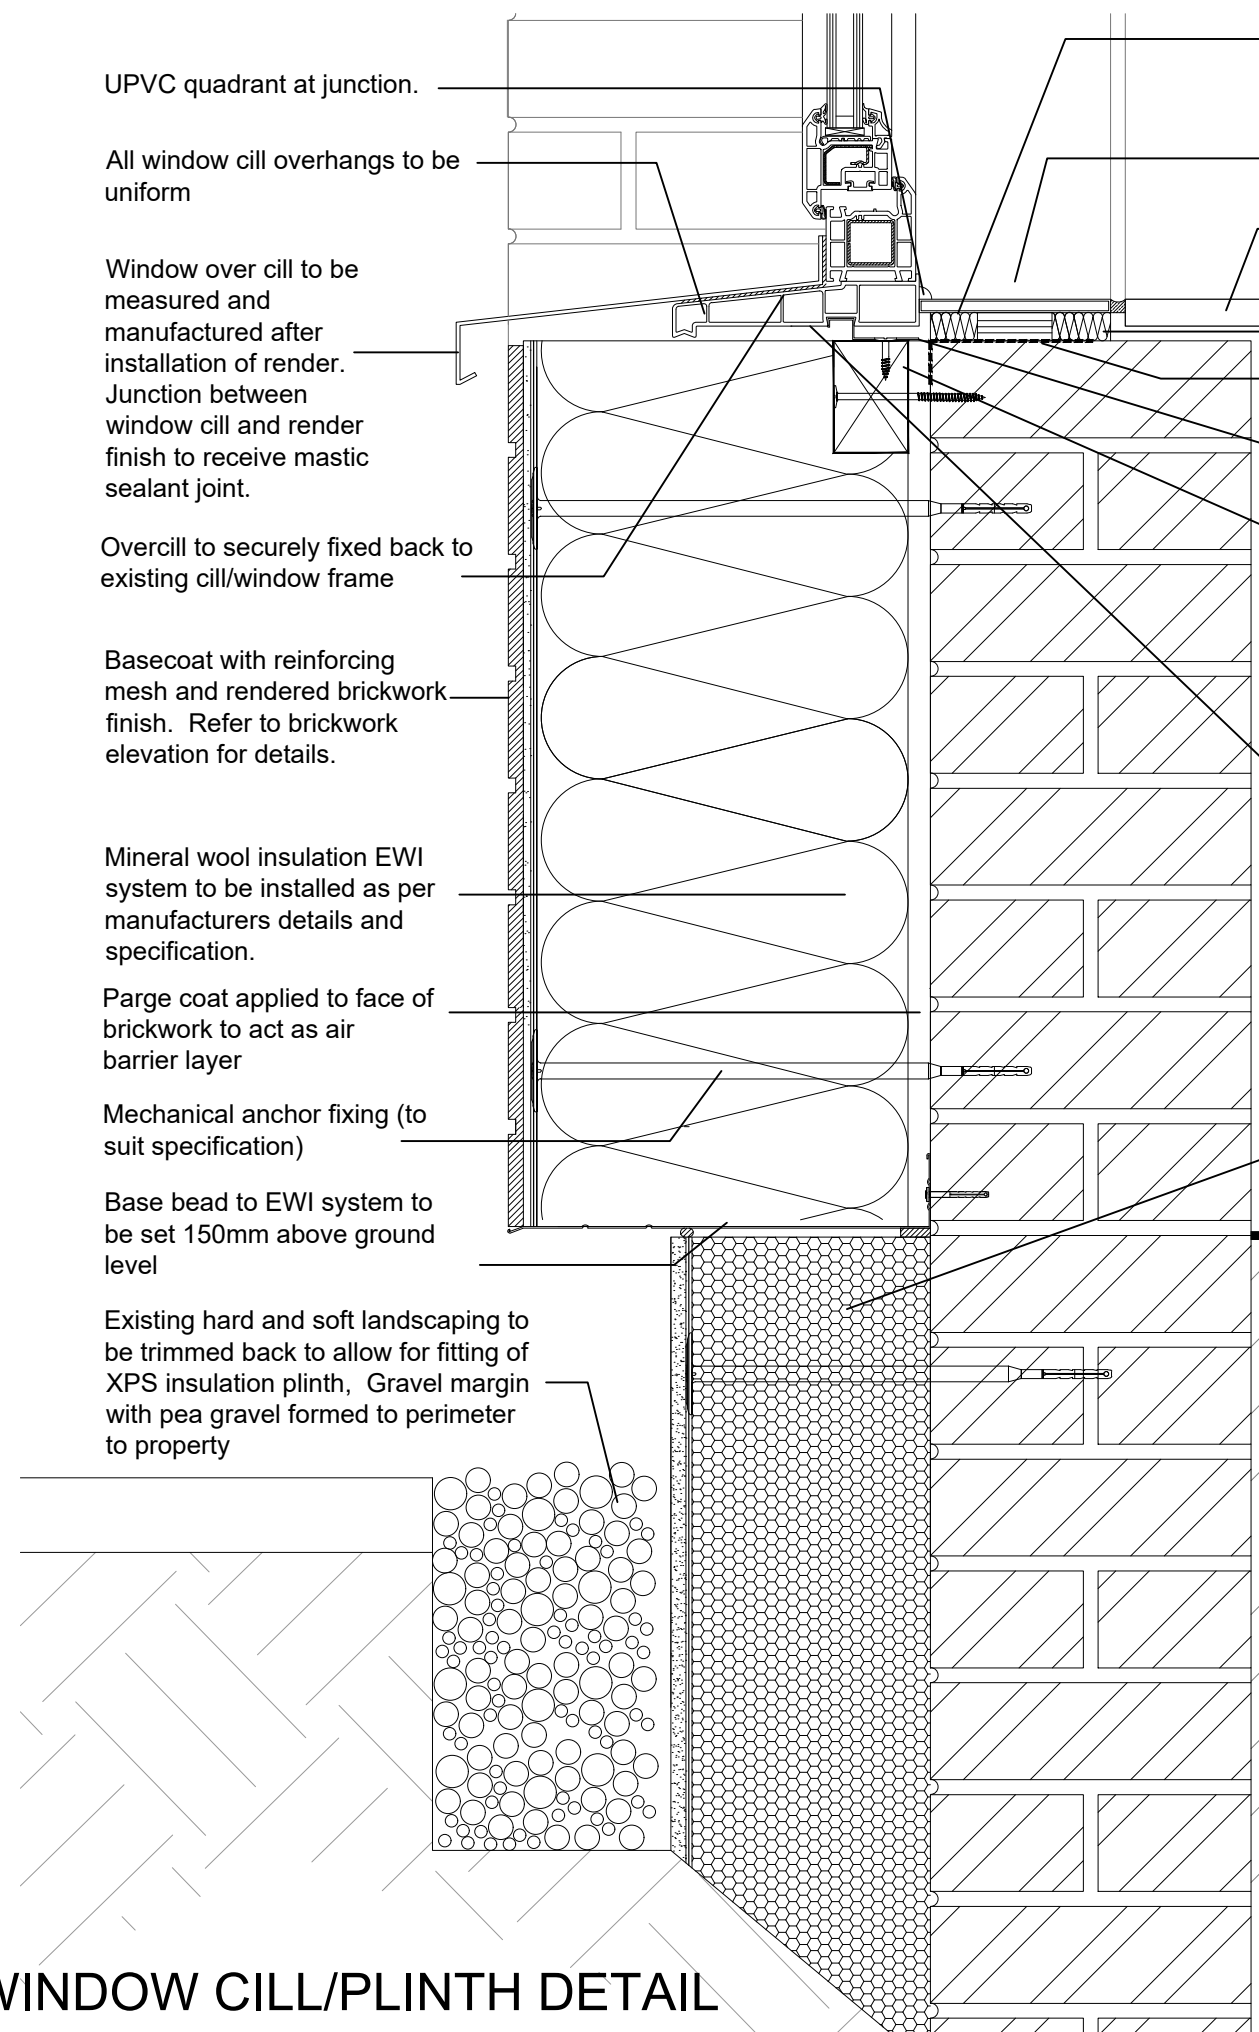 UPVC quadrant at junction.
All window cill overhangs to be
uniform
Window over cill to be
measured and
manufactured after
installation of render.
Junction between
window cill and render
finish to receive mastic
sealant joint.
Overcill to securely fixed back to
existing cill/window frame
Basecoat with reinforcing
mesh and rendered brickwork
finish. Refer to brickwork
elevation for details.
Mineral wool insulation EWI
system to be installed as per
manufacturers details and
specification.
Parge coat applied to face of
brickwork to act as air
barrier layer
Mechanical anchor fixing (to
suit specification)
Base bead to EWI system to
be set 150mm above ground
level
Existing hard and soft landscaping to
be trimmed back to allow for fitting of
XPS insulation plinth, Gravel margin
with pea gravel formed to perimeter
to property
WINDOW CILL/PLINTH DETAIL